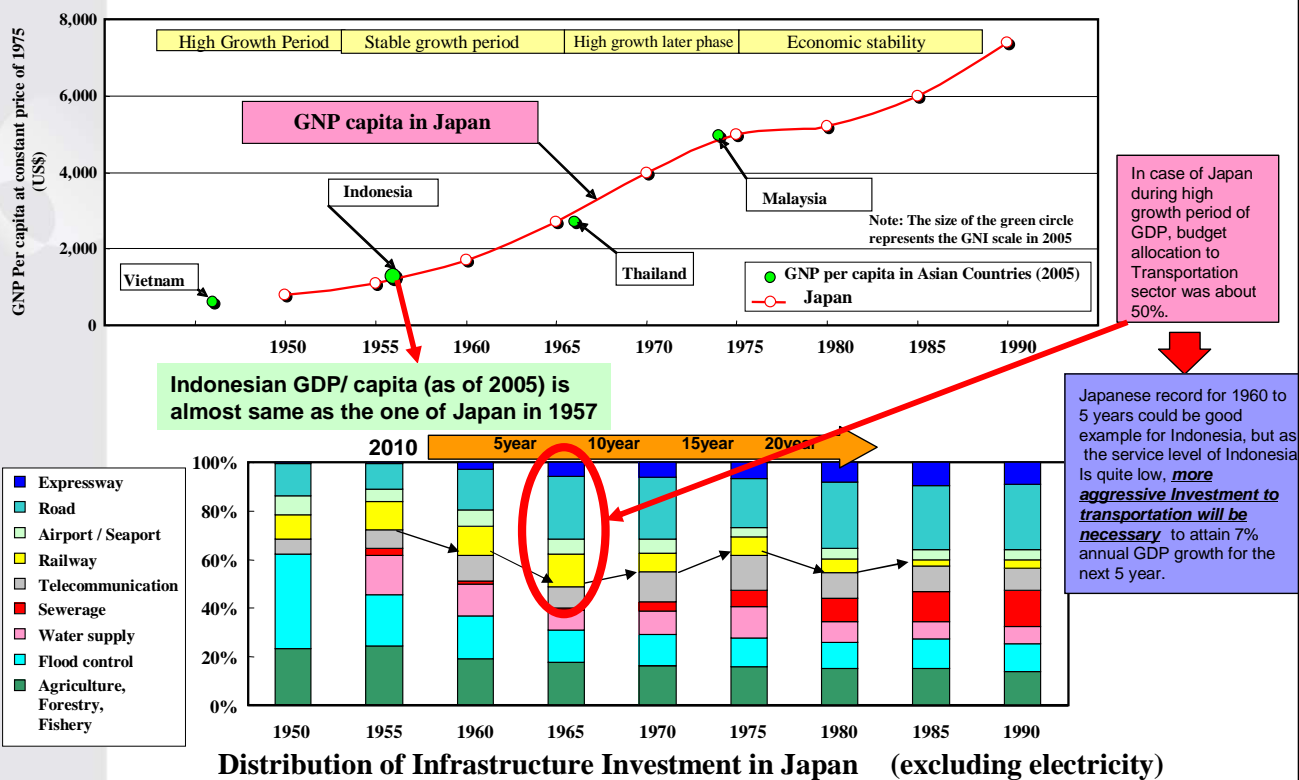 GNP Per capita at constant price of 1975
(US$)
8,000
6,000
4,000
2,000
0
High Growth Period
Stable growth period
High growth later phase
Economic stability
GNP capita in Japan
Indonesia
Vietnam
Thailand
Malaysia
Note: The size of the green circle
represents the GNI scale in 2005
GNP per capita in Asian Countries (2005)
Japan
1950 1955 1960 1965 1970 1975 1980 1985 1990
In case of Japan
during high
growth period of
GDP, budget
allocation to
Transportation
sector was about
50%.
Indonesian GDP/ capita (as of 2005) is
almost same as the one of Japan in 1957
Japanese record for 1960 to
5 years could be good
example for Indonesia, but as
the service level of Indonesia
Is quite low, more
aggressive Investment to
transportation will be
necessary to attain 7%
annual GDP growth for the
next 5 year.
2010
5year 10year 15year 20year
Expressway
Road
Airport / Seaport
Railway
Telecommunication
Sewerage
Water supply
Flood control
Agriculture,
Forestry,
Fishery
100%
80%
60%
40%
20%
0%
1950 1955 1960 1965 1970 1975 1980 1985 1990
Distribution of Infrastructure Investment in Japan (excluding electricity)